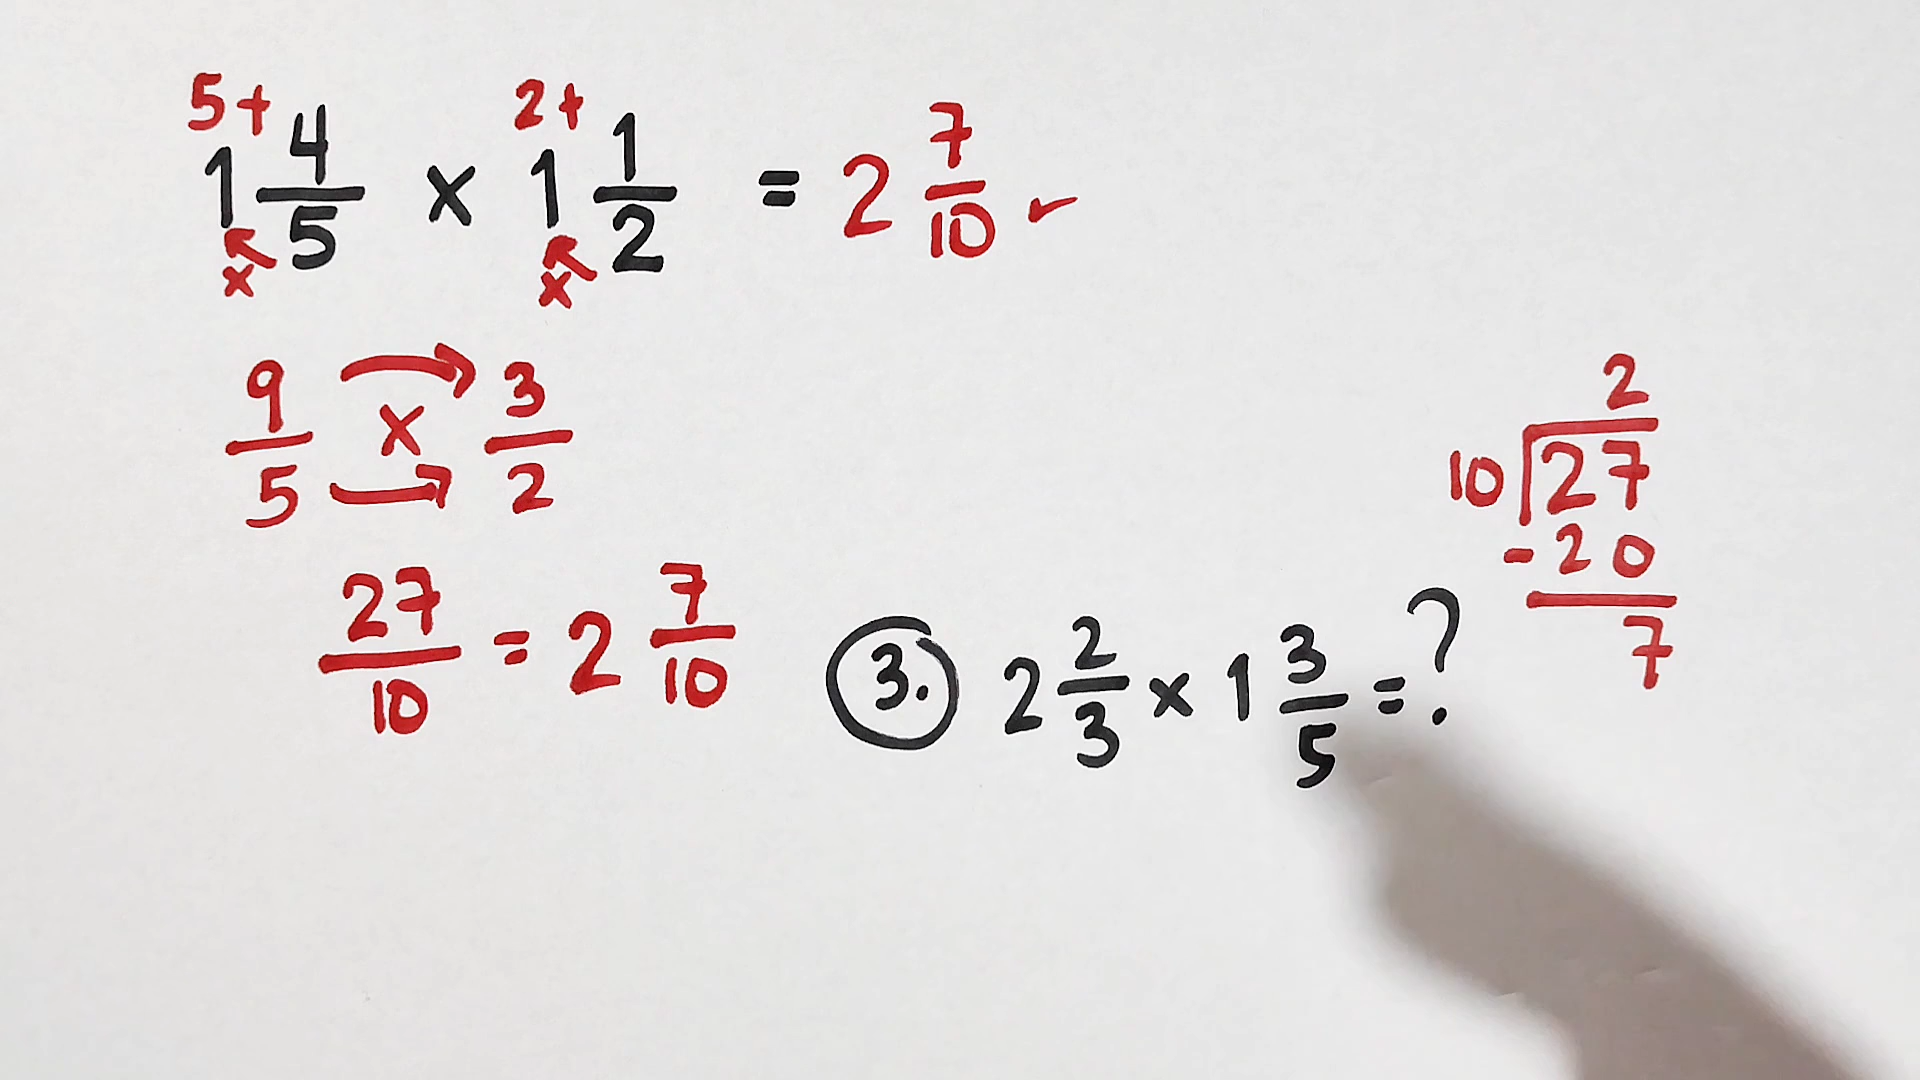 5+ 2+
1 4/5 x 1 1/2 = 2 7/10 ✓
x x
9/5 x 3/2
27/10 = 2 7/10
2
10 27
-20
7
3. 2 2/3 x 1 3/5 = ?